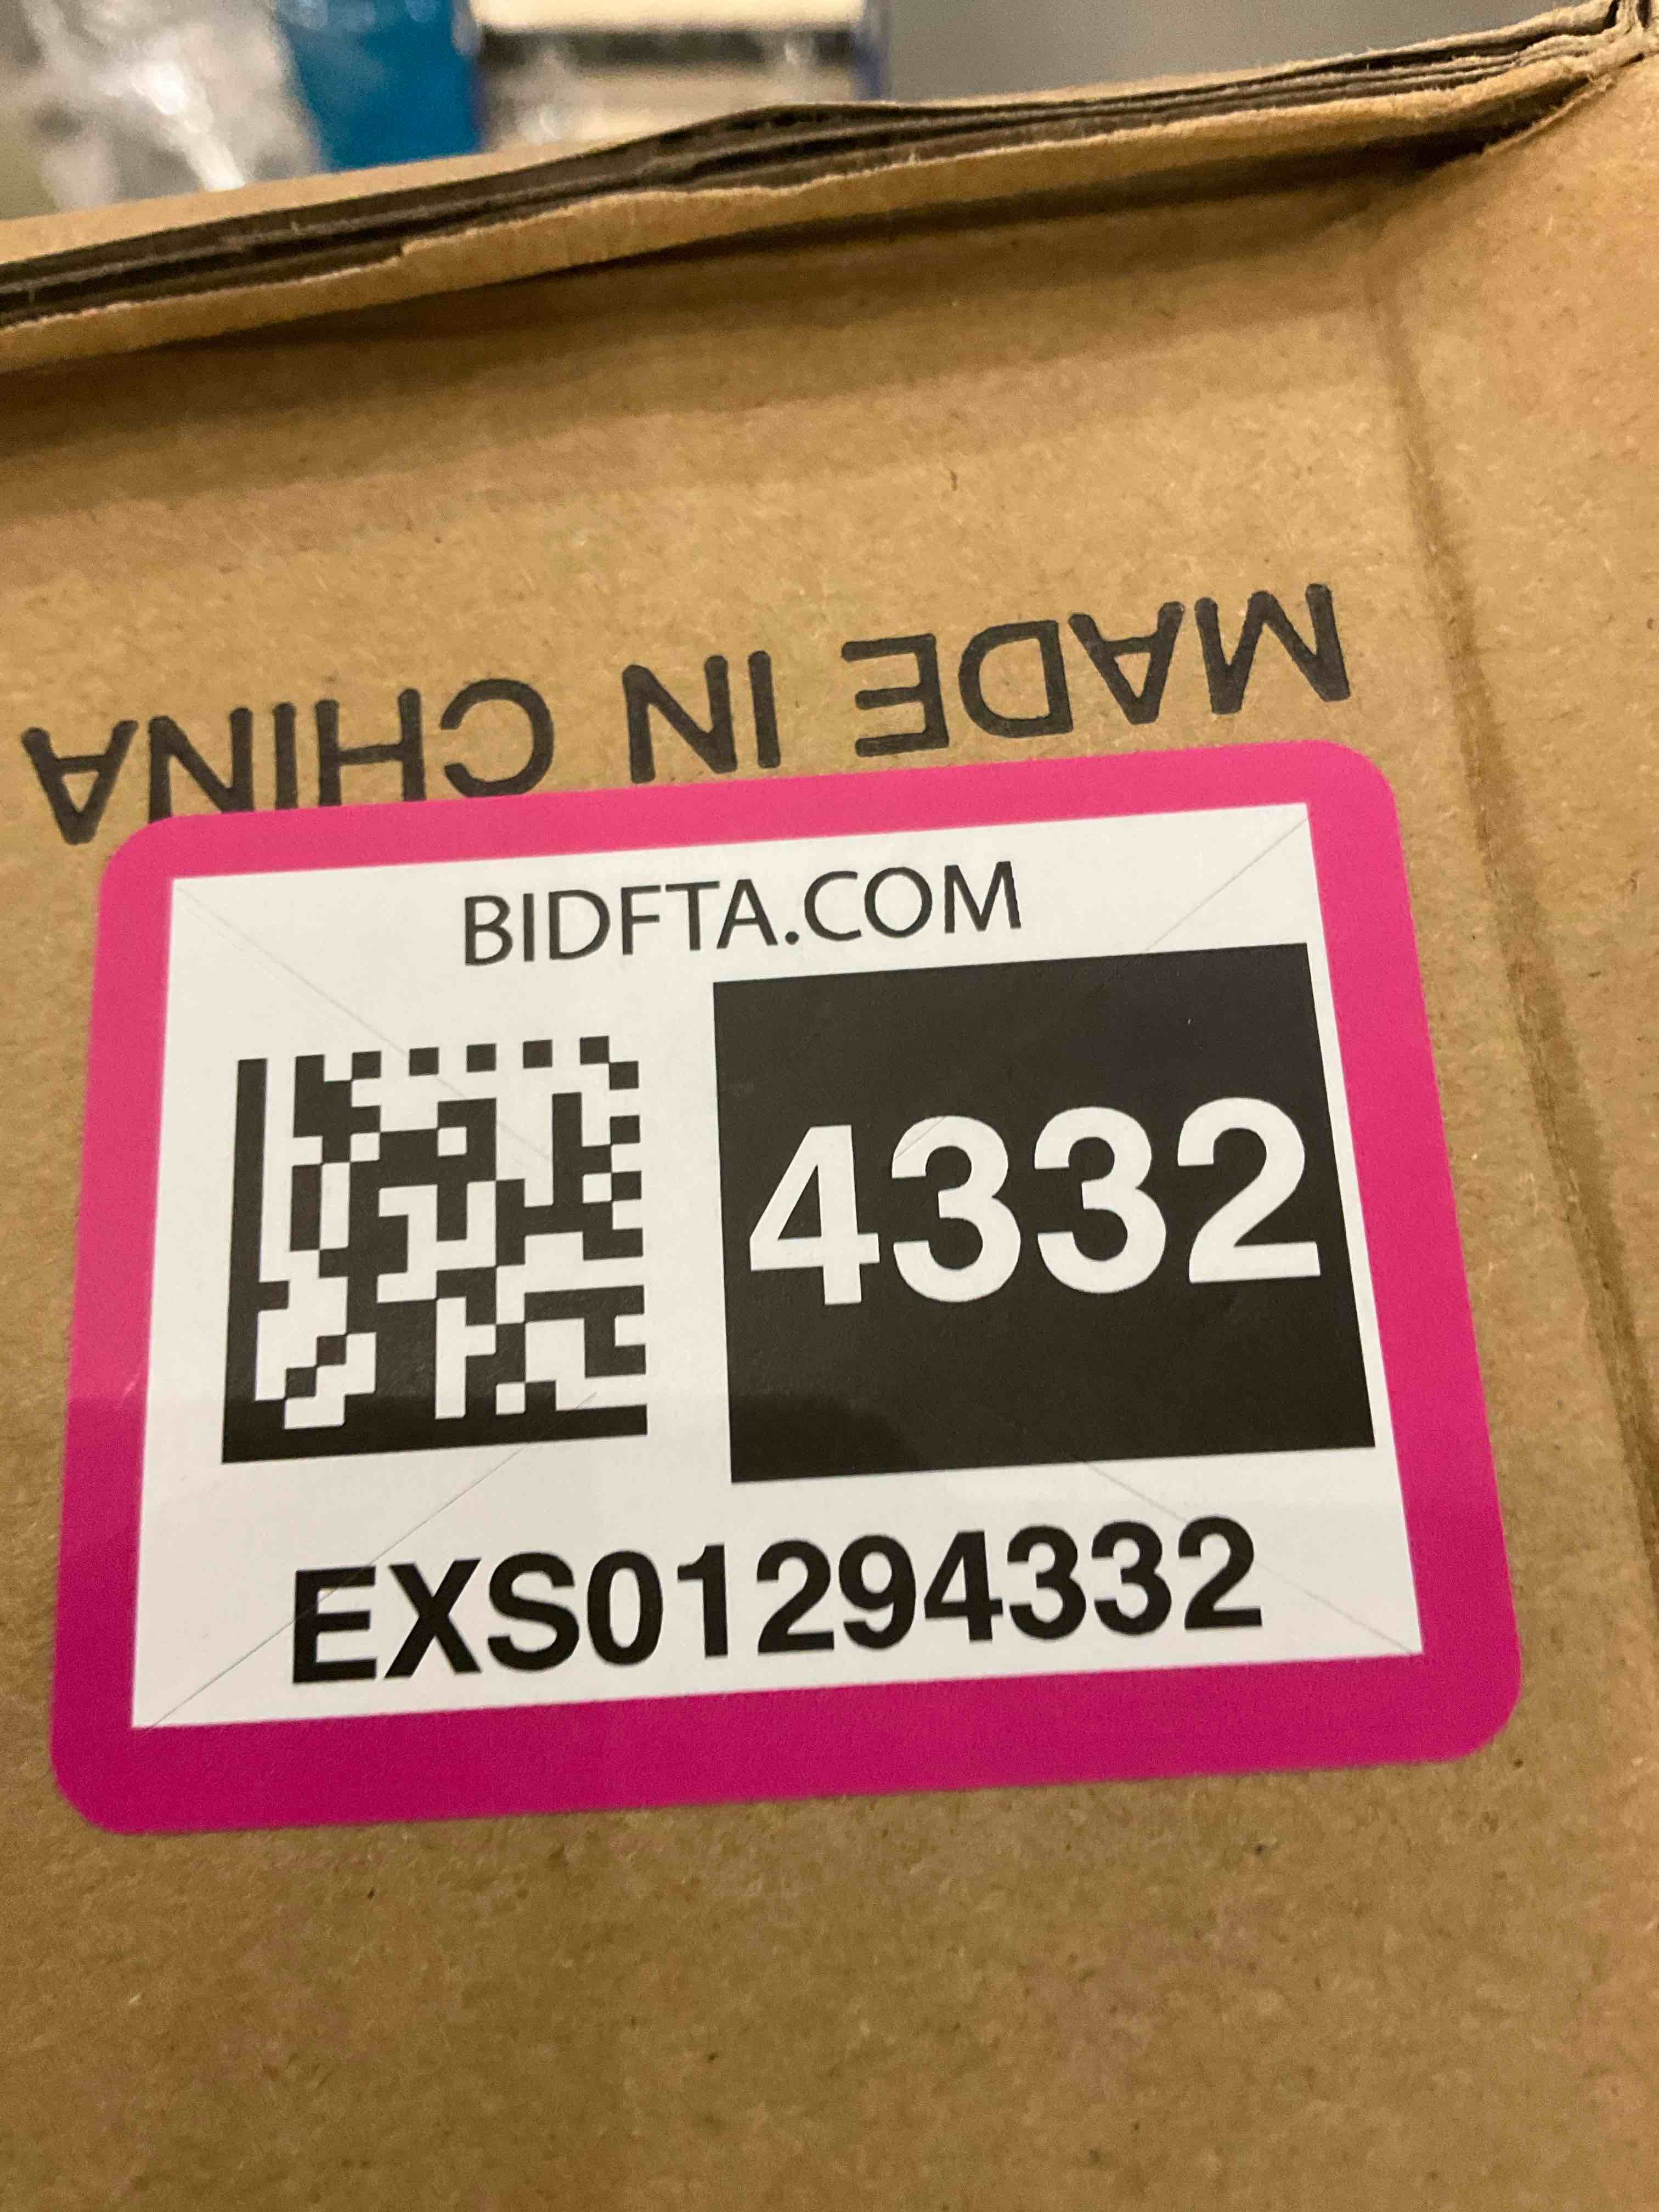 MADE IN CHINA
BIDFTA.COM
4332
EXS01294332